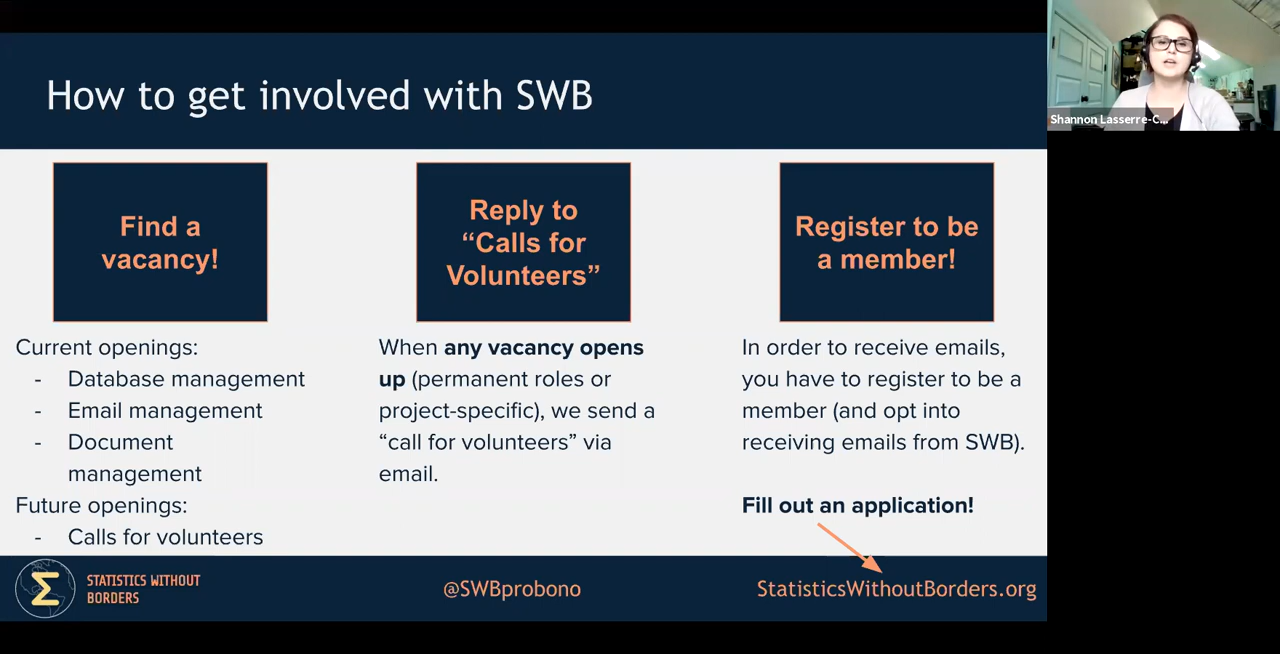 How to get involved with SWB
Shannon Lasserre-C...
Find a
vacancy!
Current openings:
- Database management
- Email management
- Document
management
Future openings:
- Calls for volunteers
Reply to
“Calls for
Volunteers”
When any vacancy opens
up (permanent roles or
project-specific), we send a
“call for volunteers” via
email.
Register to be
a member!
In order to receive emails,
you have to register to be a
member (and opt into
receiving emails from SWB).
Fill out an application!
Σ
STATISTICS WITHOUT
BORDERS
@SWBprobono
StatisticsWithoutBorders.org